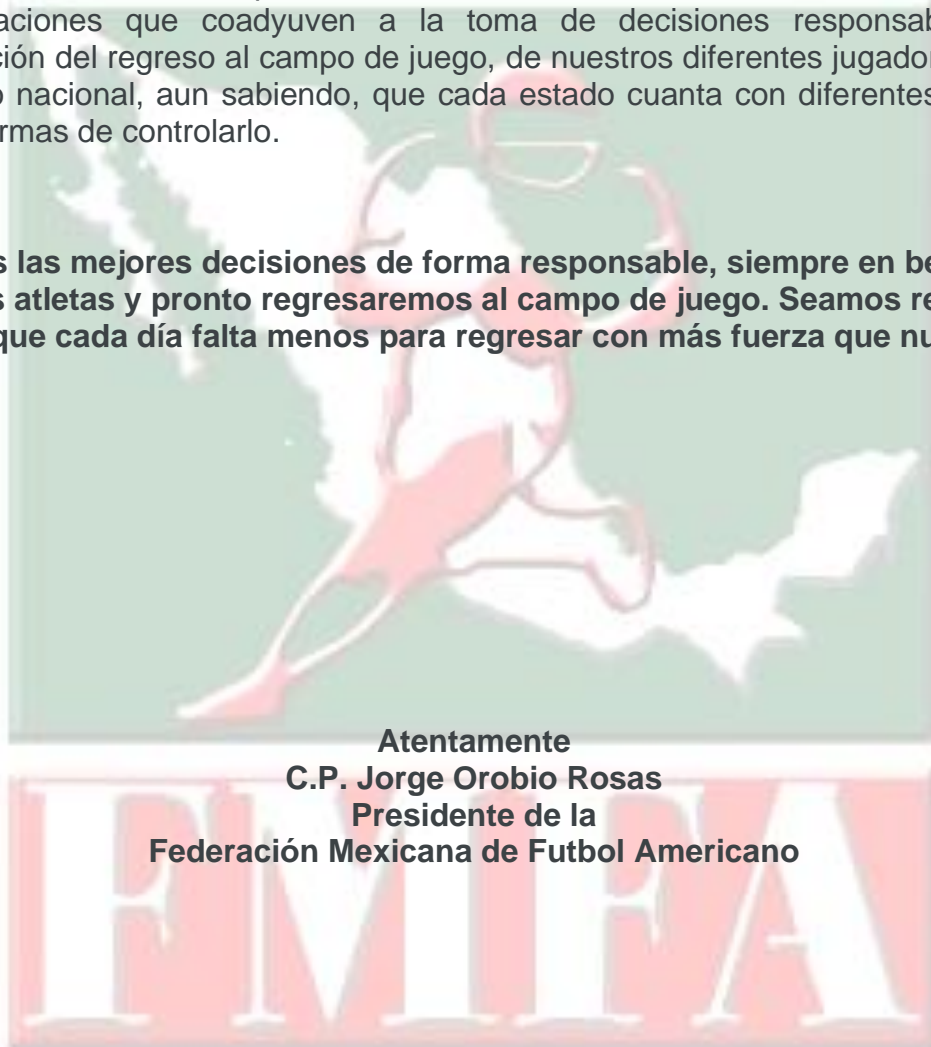 aciones que coadyuven a la toma de decisiones responsab
ción del regreso al campo de juego, de nuestros diferentes jugador
o nacional, aun sabiendo, que cada estado cuanta con diferentes
rmas de controlarlo.
s las mejores decisiones de forma responsable, siempre en be
s atletas y pronto regresaremos al campo de juego. Seamos re
que cada día falta menos para regresar con más fuerza que nu
Atentamente
C.P. Jorge Orobio Rosas
Presidente de la
Federación Mexicana de Futbol Americano
FMFA